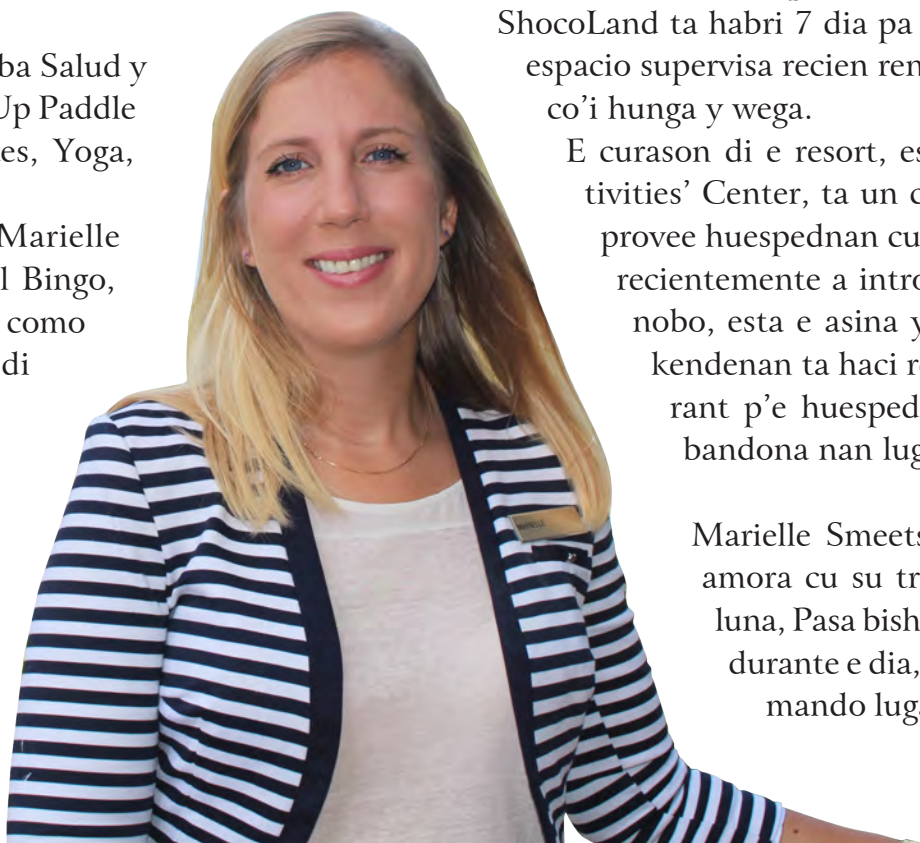 ba Salud y
Up Paddle
es, Yoga,
Marielle
l Bingo,
como
di
ShocoLand ta habri 7 dia pa
espacio supervisa recien ren
co'i hunga y wega.
E curason di e resort, es
tivities' Center, ta un c
provee huespednan cu
recientemente a intro
nobo, esta e asina y
kendenan ta haci r
rant p'e huesped
bandona nan lug
Marielle Smeets
amora cu su tr
luna, Pasa bish
durante e dia,
mando luga
MARIELLE